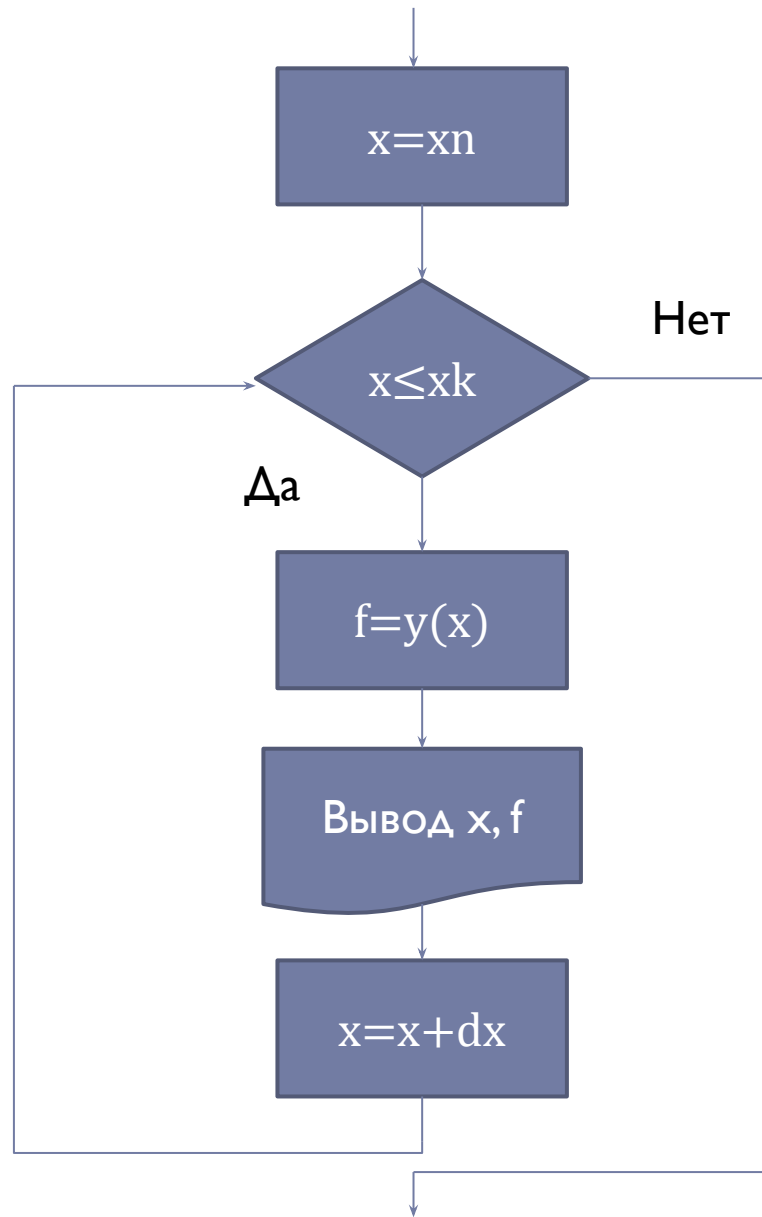 x=xn
Нет
x≤xk
Да
f=y(x)
Вывод x, f
x=x+dx